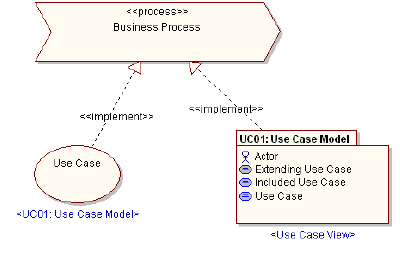 <<process>>
Business Process
<<implement>>
<<implement>>
UC01: Use Case Model
Actor
Extending Use Case
Included Use Case
Use Case
Use Case
<UC01: Use Case Model>
<Use Case View>